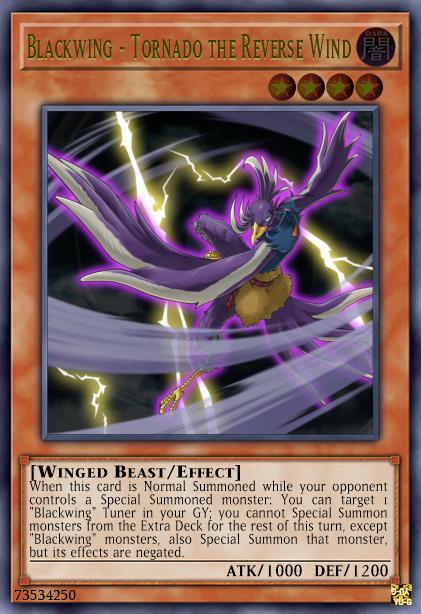 Blackwing - Tornado the Reverse Wind
DARK
闇
[Winged Beast/Effect]
When this card is Normal Summoned while your opponent
controls a Special Summoned monster: You can target 1
"Blackwing" Tuner in your GY; you cannot Special Summon
monsters from the Extra Deck for the rest of this turn, except
"Blackwing" monsters, also Special Summon that monster,
but its effects are negated.
ATK/1000 DEF/1200
73534250